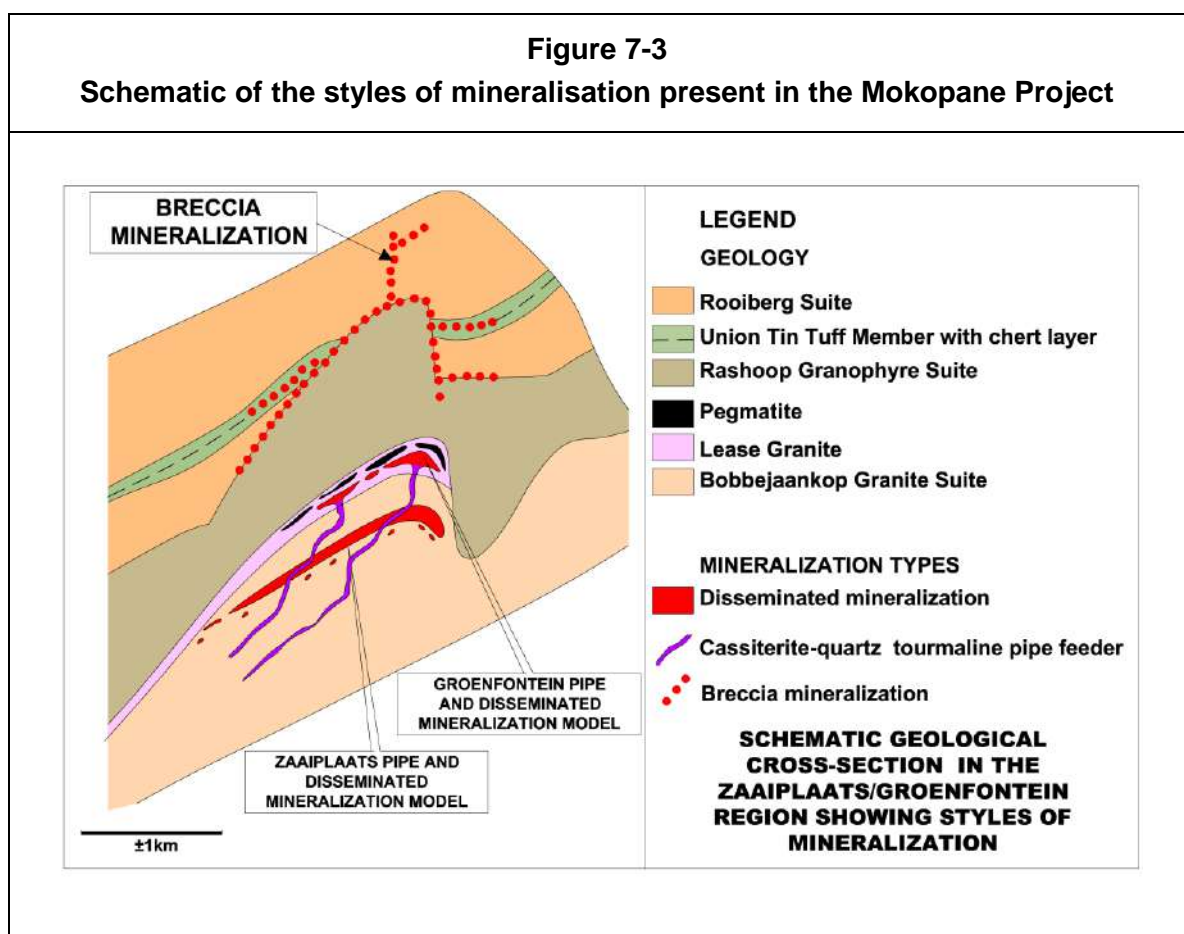 Figure 7-3
Schematic of the styles of mineralisation present in the Mokopane Project
BRECCIA
MINERALIZATION
GROENFONTEIN PIPE
AND DISSEMINATED
MINERALIZATION MODEL
ZAAIPLAATS PIPE AND
DISSEMINATED
MINERALIZATION MODEL
±1km
LEGEND
GEOLOGY
Rooiberg Suite
Union Tin Tuff Member with chert layer
Rashoop Granophyre Suite
Pegmatite
Lease Granite
Bobbejaankop Granite Suite
MINERALIZATION TYPES
Disseminated mineralization
Cassiterite-quartz tourmaline pipe feeder
Breccia mineralization
SCHEMATIC GEOLOGICAL
CROSS-SECTION IN THE
ZAAIPLAATS/GROENFONTEIN
REGION SHOWING STYLES OF
MINERALIZATION